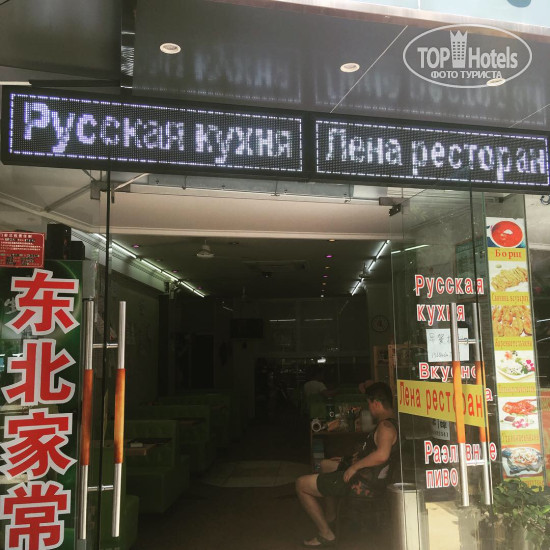 TOP Hotels
ФОТО ТУРИСТА
Русская кухня
Лена ресторан
东北家常
Русская
кухня
Вкусно
Лена ресторан
Разливное
пиво
Борщ